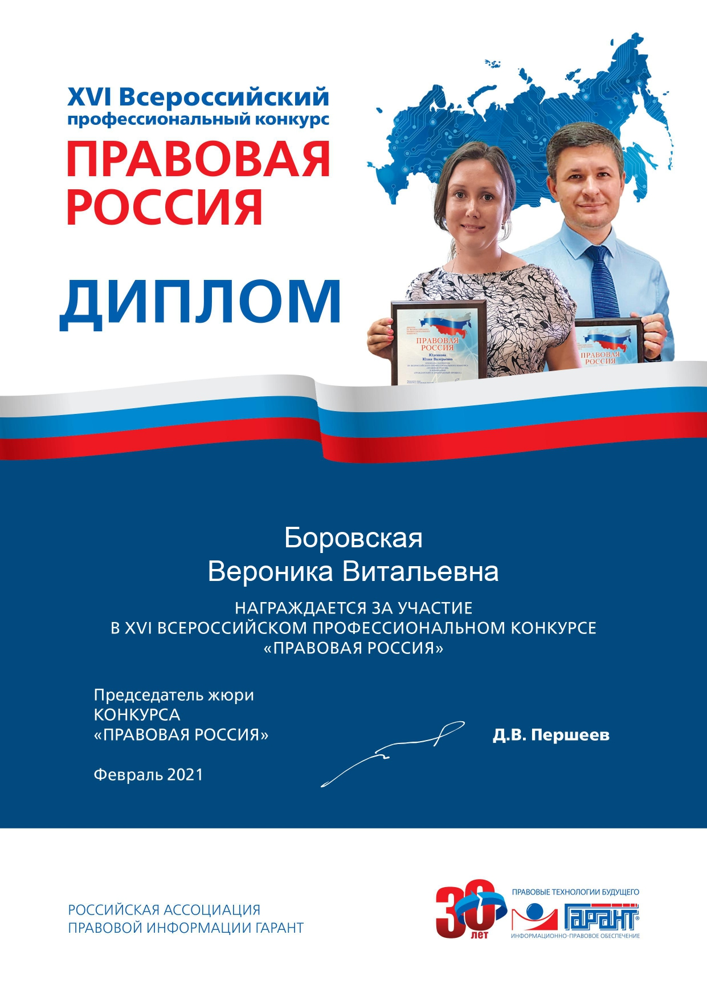 XVI Всероссийский
профессиональный конкурс
ПРАВОВАЯ
РОССИЯ
ДИПЛОМ
ПРАВОВАЯ
РОССИЯ
Юденкова
Юлия Валерьевна
ПРАВОВАЯ
РОССИЯ
Боровская
Вероника Витальевна
НАГРАЖДАЕТСЯ ЗА УЧАСТИЕ
В XVI ВСЕРОССИЙСКОМ ПРОФЕССИОНАЛЬНОМ КОНКУРСЕ
«ПРАВОВАЯ РОССИЯ»
Председатель жюри
КОНКУРСА
«ПРАВОВАЯ РОССИЯ»
Д.В. Першеев
Февраль 2021
РОССИЙСКАЯ АССОЦИАЦИЯ
ПРАВОВОЙ ИНФОРМАЦИИ ГАРАНТ
30
лет
ПРАВОВЫЕ ТЕХНОЛОГИИ БУДУЩЕГО
ГАРАНТ®
ИНФОРМАЦИОННО-ПРАВОВОЕ ОБЕСПЕЧЕНИЕ